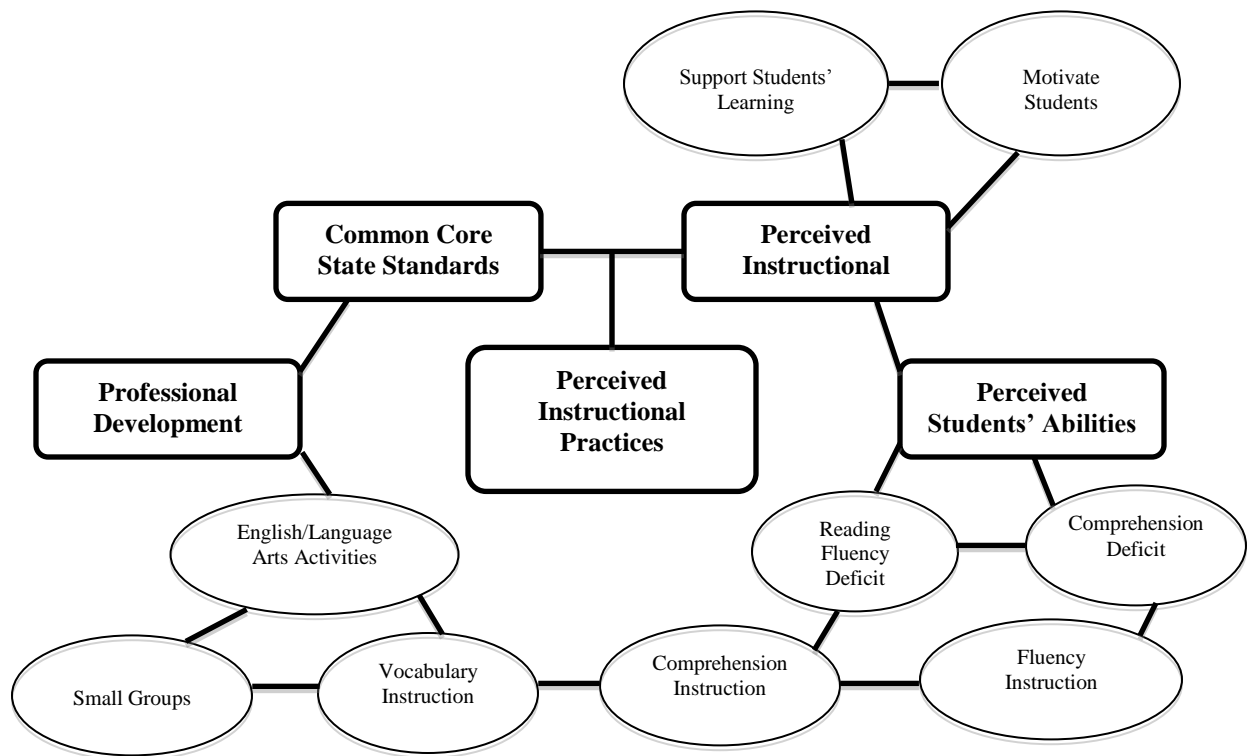 Support Students’
Learning
Motivate
Students
Common Core
State Standards
Perceived
Instructional
Professional
Development
Perceived
Instructional
Practices
Perceived
Students’ Abilities
English/Language
Arts Activities
Reading
Fluency
Deficit
Comprehension
Deficit
Small Groups
Vocabulary
Instruction
Comprehension
Instruction
Fluency
Instruction